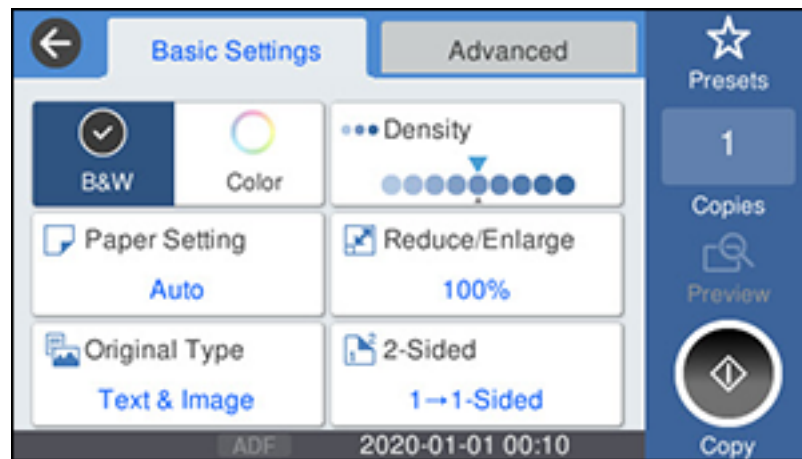 Basic Settings
Advanced
Presets
B&W
Color
Density
1
Copies
Paper Setting
Auto
Reduce/Enlarge
100%
Preview
Original Type
Text & Image
2-Sided
1→1-Sided
ADF
2020-01-01 00:10
Copy